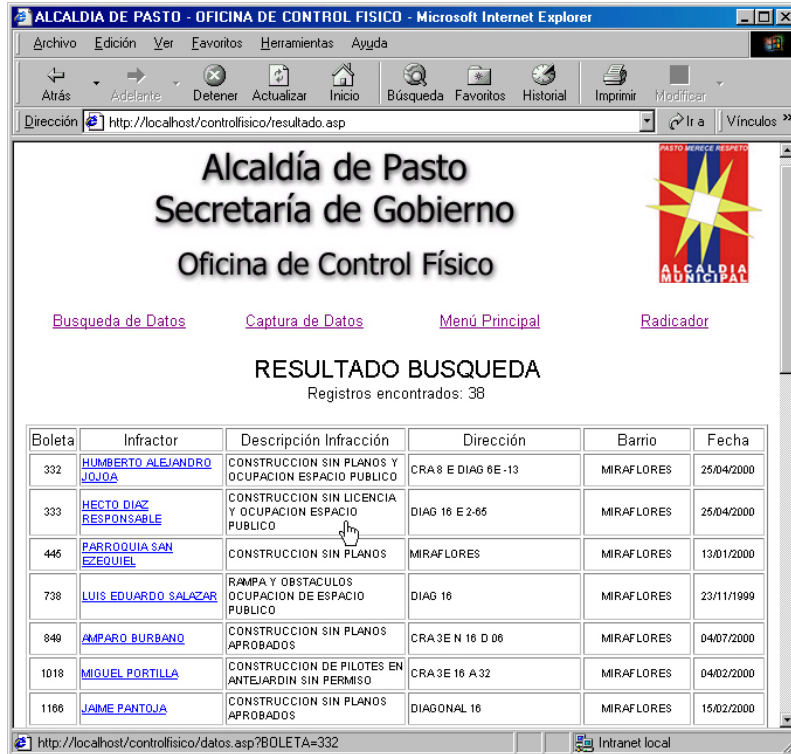 ALCALDIA DE PASTO - OFICINA DE CONTROL FISICO - Microsoft Internet Explorer
Archivo Edición Ver Favoritos Herramientas Ayuda
Atrás Adelante Detener Actualizar Inicio Búsqueda Favoritos Historial Imprimir Modificar
Dirección http://localhost/controlfisico/resultado.asp Ir a Vínculos »
PASTO MERECE RESPETO
Alcaldía de Pasto
Secretaría de Gobierno
Oficina de Control Físico
ALCALDIA
MUNICIPAL
Busqueda de Datos Captura de Datos Menú Principal Radicador
RESULTADO BUSQUEDA
Registros encontrados: 38
Boleta Infractor Descripción Infracción Dirección Barrio Fecha
332 HUMBERTO ALEJANDRO JOJOA CONSTRUCCION SIN PLANOS Y OCUPACION ESPACIO PUBLICO CRA 8 E DIAG 6E -13 MIRAFLORES 25/04/2000
333 HECTO DIAZ RESPONSABLE CONSTRUCCION SIN LICENCIA Y OCUPACION ESPACIO PUBLICO DIAG 16 E 2-65 MIRAFLORES 25/04/2000
445 PARROQUIA SAN EZEQUIEL CONSTRUCCION SIN PLANOS MIRAFLORES MIRAFLORES 13/01/2000
738 LUIS EDUARDO SALAZAR RAMPA Y OBSTACULOS OCUPACION DE ESPACIO PUBLICO DIAG 16 MIRAFLORES 23/11/1999
849 AMPARO BURBANO CONSTRUCCION SIN PLANOS APROBADOS CRA 3E N 16 D 06 MIRAFLORES 04/07/2000
1018 MIGUEL PORTILLA CONSTRUCCION DE PILOTES EN ANTEJARDIN SIN PERMISO CRA 3E 16 A 32 MIRAFLORES 04/02/2000
1166 JAIME PANTOJA CONSTRUCCION SIN PLANOS APROBADOS DIAGONAL 16 MIRAFLORES 15/02/2000
http://localhost/controlfisico/datos.asp?BOLETA=332 Intranet local